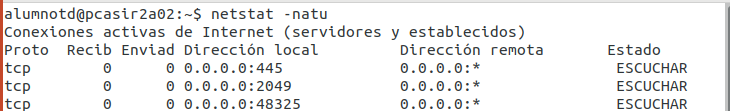 alumnotd@pcasir2a02:~$ netstat -natu
Conexiones activas de Internet (servidores y establecidos)
Proto  Recib Enviad Dirección local         Dirección remota       Estado
tcp        0      0 0.0.0.0:445             0.0.0.0:*               ESCUCHAR
tcp        0      0 0.0.0.0:2049            0.0.0.0:*               ESCUCHAR
tcp        0      0 0.0.0.0:48325           0.0.0.0:*               ESCUCHAR